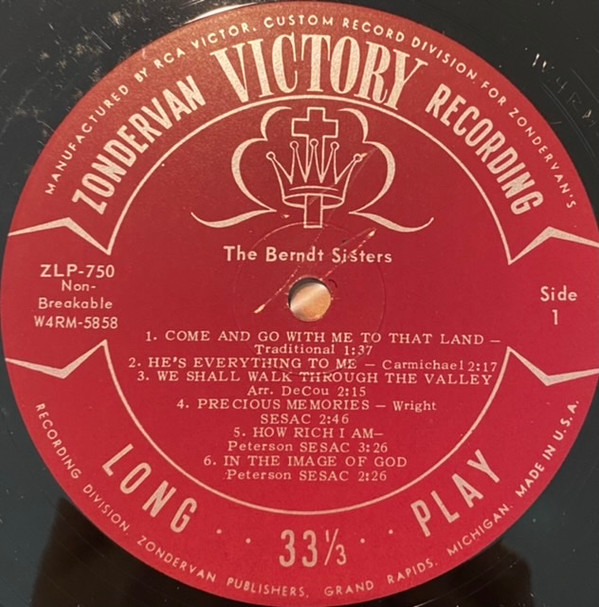 MANUFACTURED BY RCA VICTOR, CUSTOM RECORD DIVISION FOR ZONDERVAN'S
ZONDERVAN VICTORY RECORDING
The Berndt Sisters
ZLP-750
Non-
Breakable
W4RM-5858
Side
1
1. COME AND GO WITH ME TO THAT LAND –
Traditional 1:37
2. HE'S EVERYTHING TO ME – Carmichael 2:17
3. WE SHALL WALK THROUGH THE VALLEY
Arr. DeCou 2:15
4. PRECIOUS MEMORIES – Wright
SESAC 2:46
5. HOW RICH I AM–
Peterson SESAC 3:26
6. IN THE IMAGE OF GOD
Peterson SESAC 2:26
LONG · · 33⅓ · · PLAY
RECORDING DIVISION, ZONDERVAN PUBLISHERS, GRAND RAPIDS, MICHIGAN. MADE IN U.S.A.